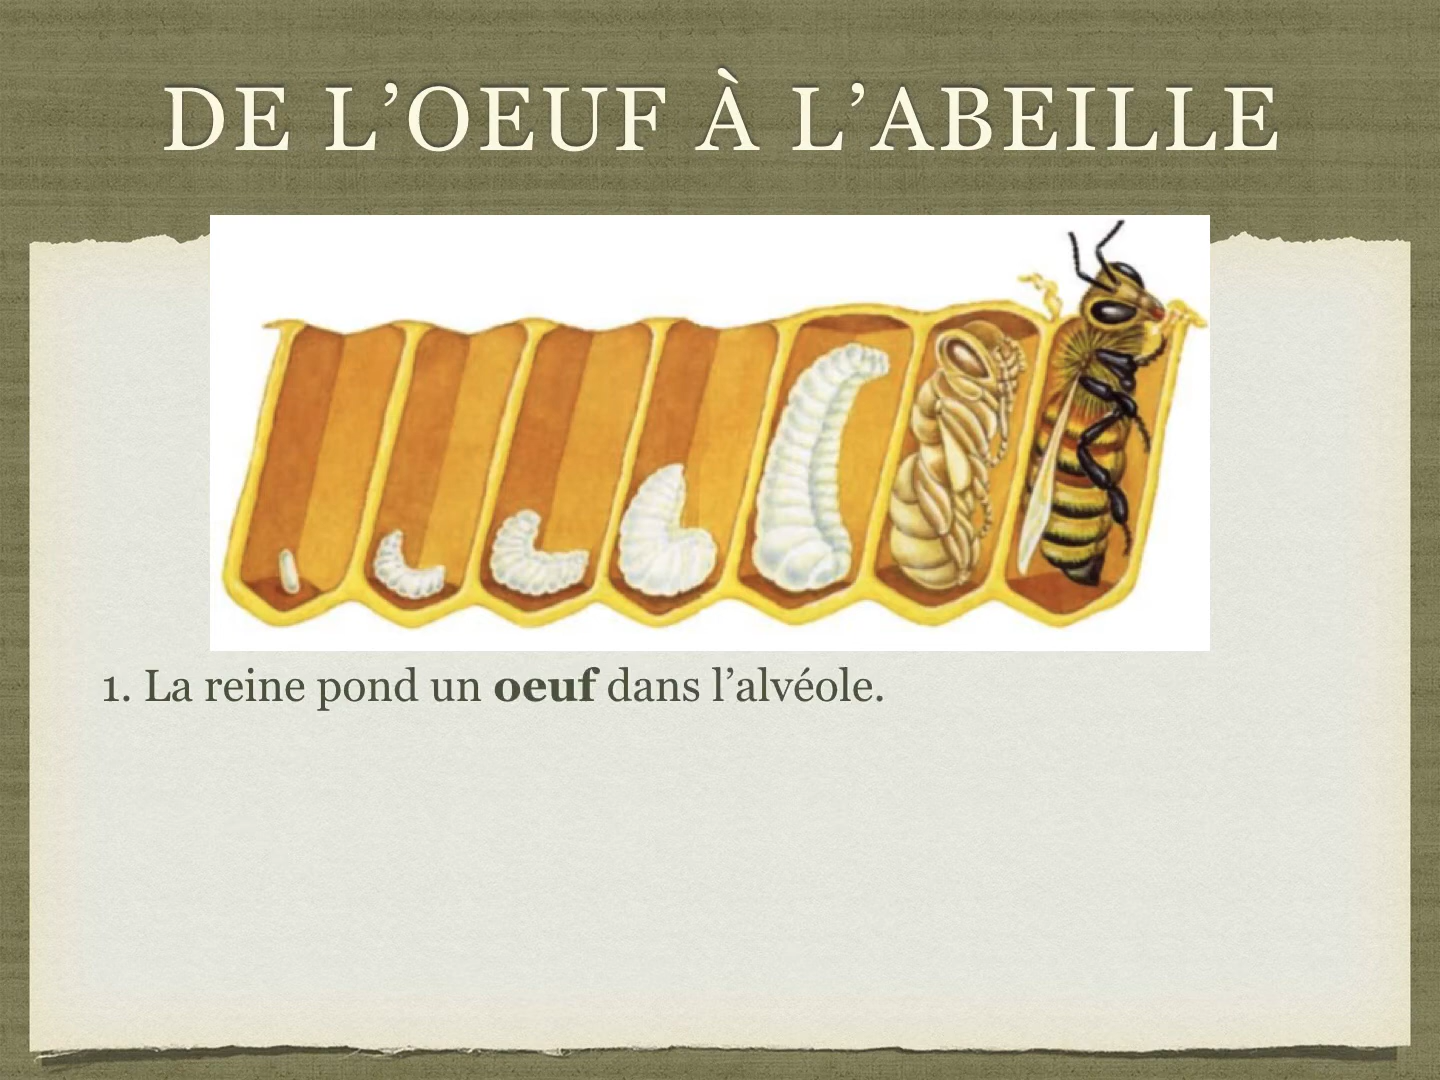 DE L’OEUF À L’ABEILLE
1. La reine pond un oeuf dans l’alvéole.